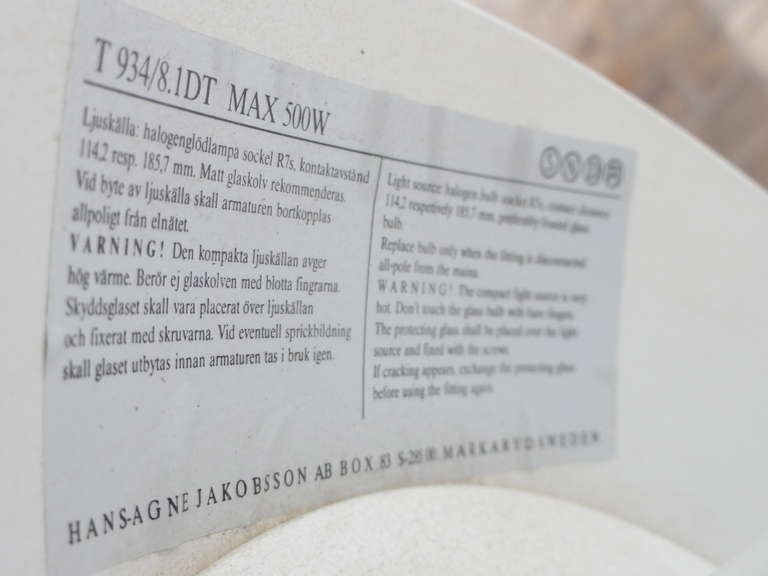 T 934/8.1DT MAX 500W
Ljuskälla: halogenglödlampa sockel R7s, kontaktavstånd
114,2 resp. 185,7 mm. Matt glaskolv rekommenderas.
Vid byte av ljuskälla skall armaturen bortkopplas
allpoligt från elnätet.
VARNING! Den kompakta ljuskällan avger
hög värme. Berör ej glaskolven med blotta fingrarna.
Skyddsglaset skall vara placerat över ljuskällan
och fixerat med skruvarna. Vid eventuell sprickbildning
skall glaset utbytas innan armaturen tas i bruk igen.
Light source: halogen bulb socket R7s, contact distance
114,2 respetively 185,7 mm, preferably frosted glass
bulb.
Replace bulb only when the fitting is disconnected
all-pole from the mains.
WARNING! The compact light source is very
hot. Don't touch the glass bulb with bare fingers.
The protecting glass shall be placed over the light
source and fixed with the screws.
If cracking appears, exchange the protecting glass
before using the fitting again.
HANS-AGNE JAKOBSSON AB BOX 83 S-285 MARKARYD SWEDEN